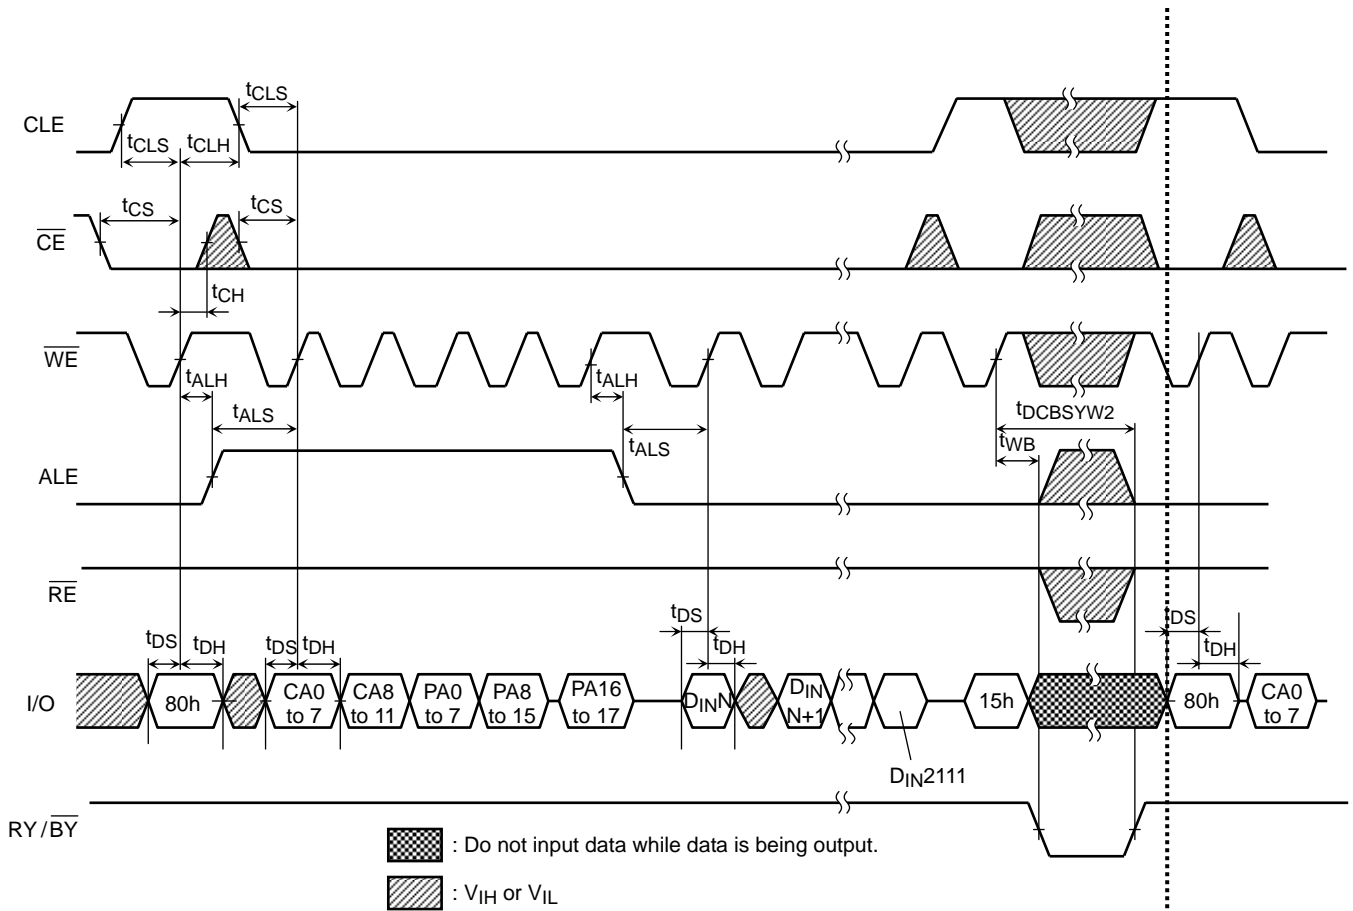 tCLS
CLE
tCLS
tCLH
tCS
tCS
CE
tCH
WE
tALH
tALH
tDCBSYW2
tALS
tALS
tWB
ALE
RE
tDS
tDH
tDS
tDH
tDS
tDH
DS
tDH
I/O
80h
CA0
to 7
CA8
to 11
PA0
to 7
PA8
to 15
PA16
to 17
DINN
DIN
N+1
15h
80h
CA0
to 7
DIN2111
RY/BY
: Do not input data while data is being output.
: VIH or VIL